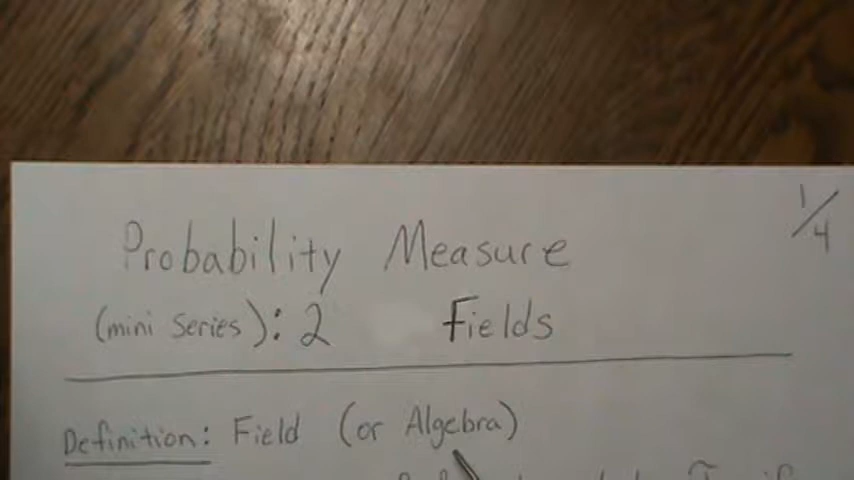 1/4
Probability Measure
(mini series): 2 Fields
Definition: Field (or Algebra)